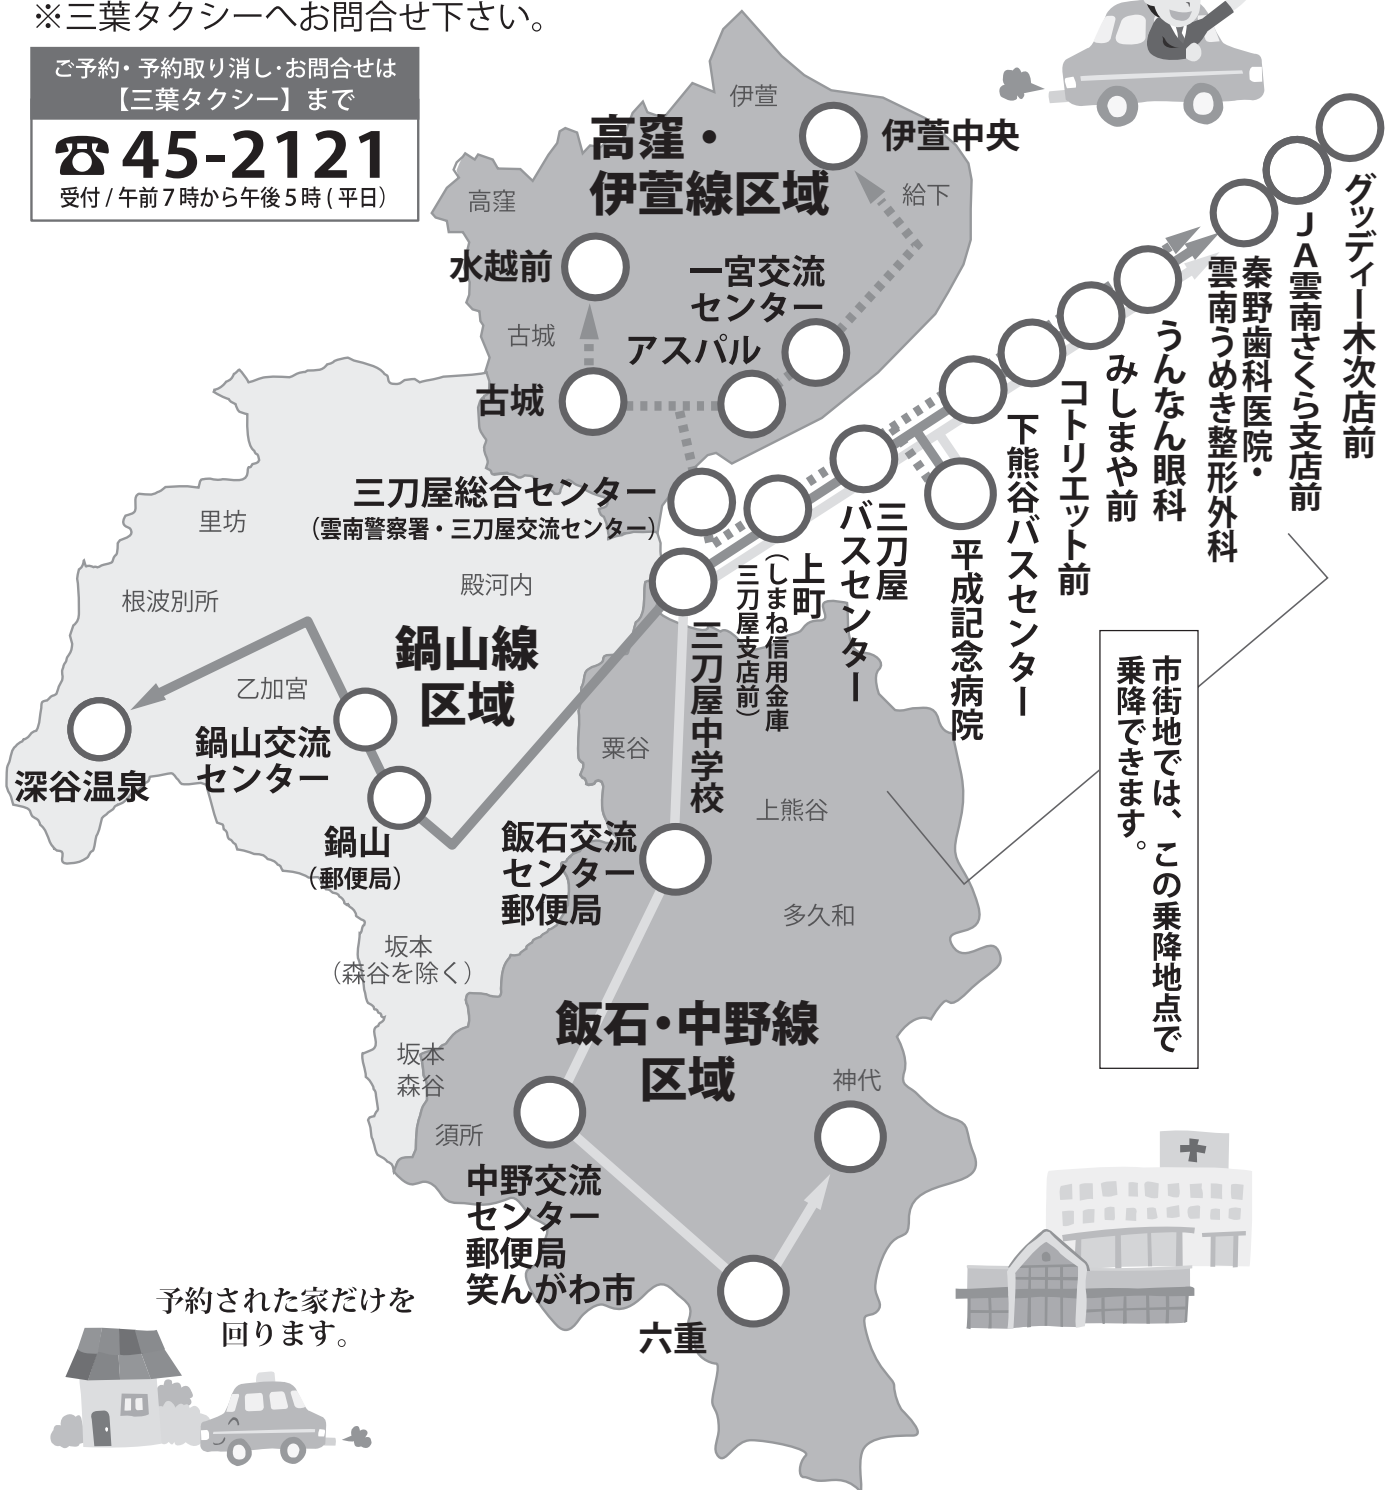 ※三葉タクシーへお問合せ下さい。
ご予約・予約取り消し・お問合せは
【三葉タクシー】まで
☎45-2121
受付/午前7時から午後5時(平日)
伊萱
高窪・
伊萱線区域
伊萱中央
高窪
給下
水越前
一宮交流
センター
古城
アスパル
古城
三刀屋総合センター
（雲南警察署・三刀屋交流センター）
グッディー木次店前
JA雲南さくら支店前
秦野歯科医院・
雲南うめき整形外科
うんなん眼科
みしまや前
コトリエット前
下熊谷バスセンター
平成記念病院
三刀屋
バスセンター
上町
（しまね信用金庫
三刀屋支店前）
三刀屋中学校
里坊
殿河内
根波別所
鍋山線
区域
乙加宮
鍋山交流
センター
深谷温泉
鍋山
（郵便局）
粟谷
上熊谷
飯石交流
センター
郵便局
多久和
坂本
（森谷を除く）
飯石・中野線
区域
坂本
森谷
神代
須所
中野交流
センター
郵便局
笑んがわ市
六重
市街地では、この乗降地点で
乗降できます。
予約された家だけを
回ります。